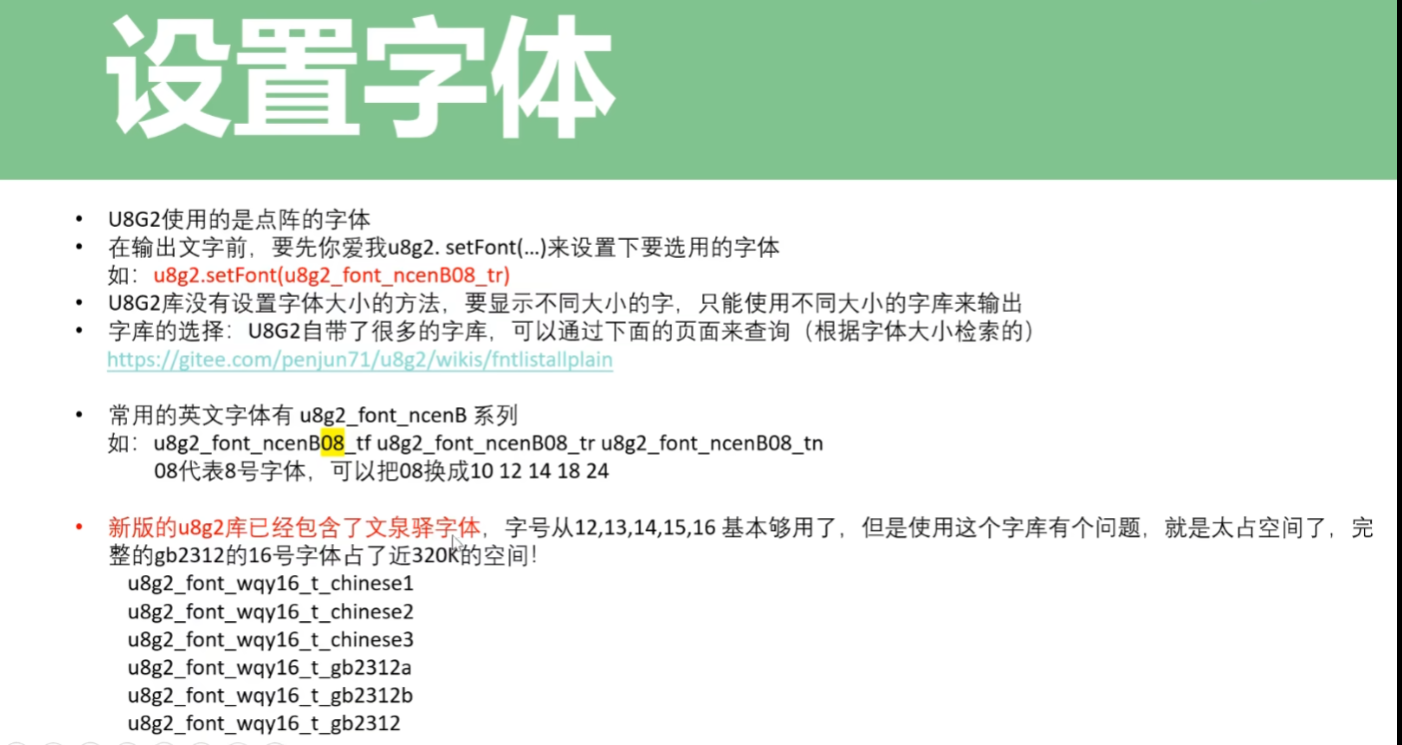 设置字体
• U8G2使用的是点阵的字体
• 在输出文字前，要先你爱我u8g2. setFont(...)来设置下要选用的字体
如：u8g2.setFont(u8g2_font_ncenB08_tr)
• U8G2库没有设置字体大小的方法，要显示不同大小的字，只能使用不同大小的字库来输出
• 字库的选择：U8G2自带了很多的字库，可以通过下面的页面来查询（根据字体大小检索的）
https://gitee.com/penjun71/u8g2/wikis/fntlistallplain
• 常用的英文字体有 u8g2_font_ncenB 系列
如：u8g2_font_ncenB08_tf u8g2_font_ncenB08_tr u8g2_font_ncenB08_tn
08代表8号字体，可以把08换成10 12 14 18 24
• 新版的u8g2库已经包含了文泉驿字体，字号从12,13,14,15,16 基本够用了，但是使用这个字库有个问题，就是太占空间了，完
整的gb2312的16号字体占了近320K的空间！
u8g2_font_wqy16_t_chinese1
u8g2_font_wqy16_t_chinese2
u8g2_font_wqy16_t_chinese3
u8g2_font_wqy16_t_gb2312a
u8g2_font_wqy16_t_gb2312b
u8g2_font_wqy16_t_gb2312